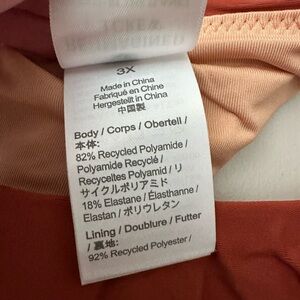 3X
Made in China
Fabriqué en Chine
Hergestellt in China
中国製
Body / Corps / Obertell /
本体:
82% Recycled Polyamide /
Polyamide Recyclé /
Recyceltes Polyamid / リ
サイクルポリアミド
18% Elastane / Élasthanne /
Elastan / ポリウレタン
Lining / Doublure / Futter
/ 裏地:
92% Recycled Polyester /